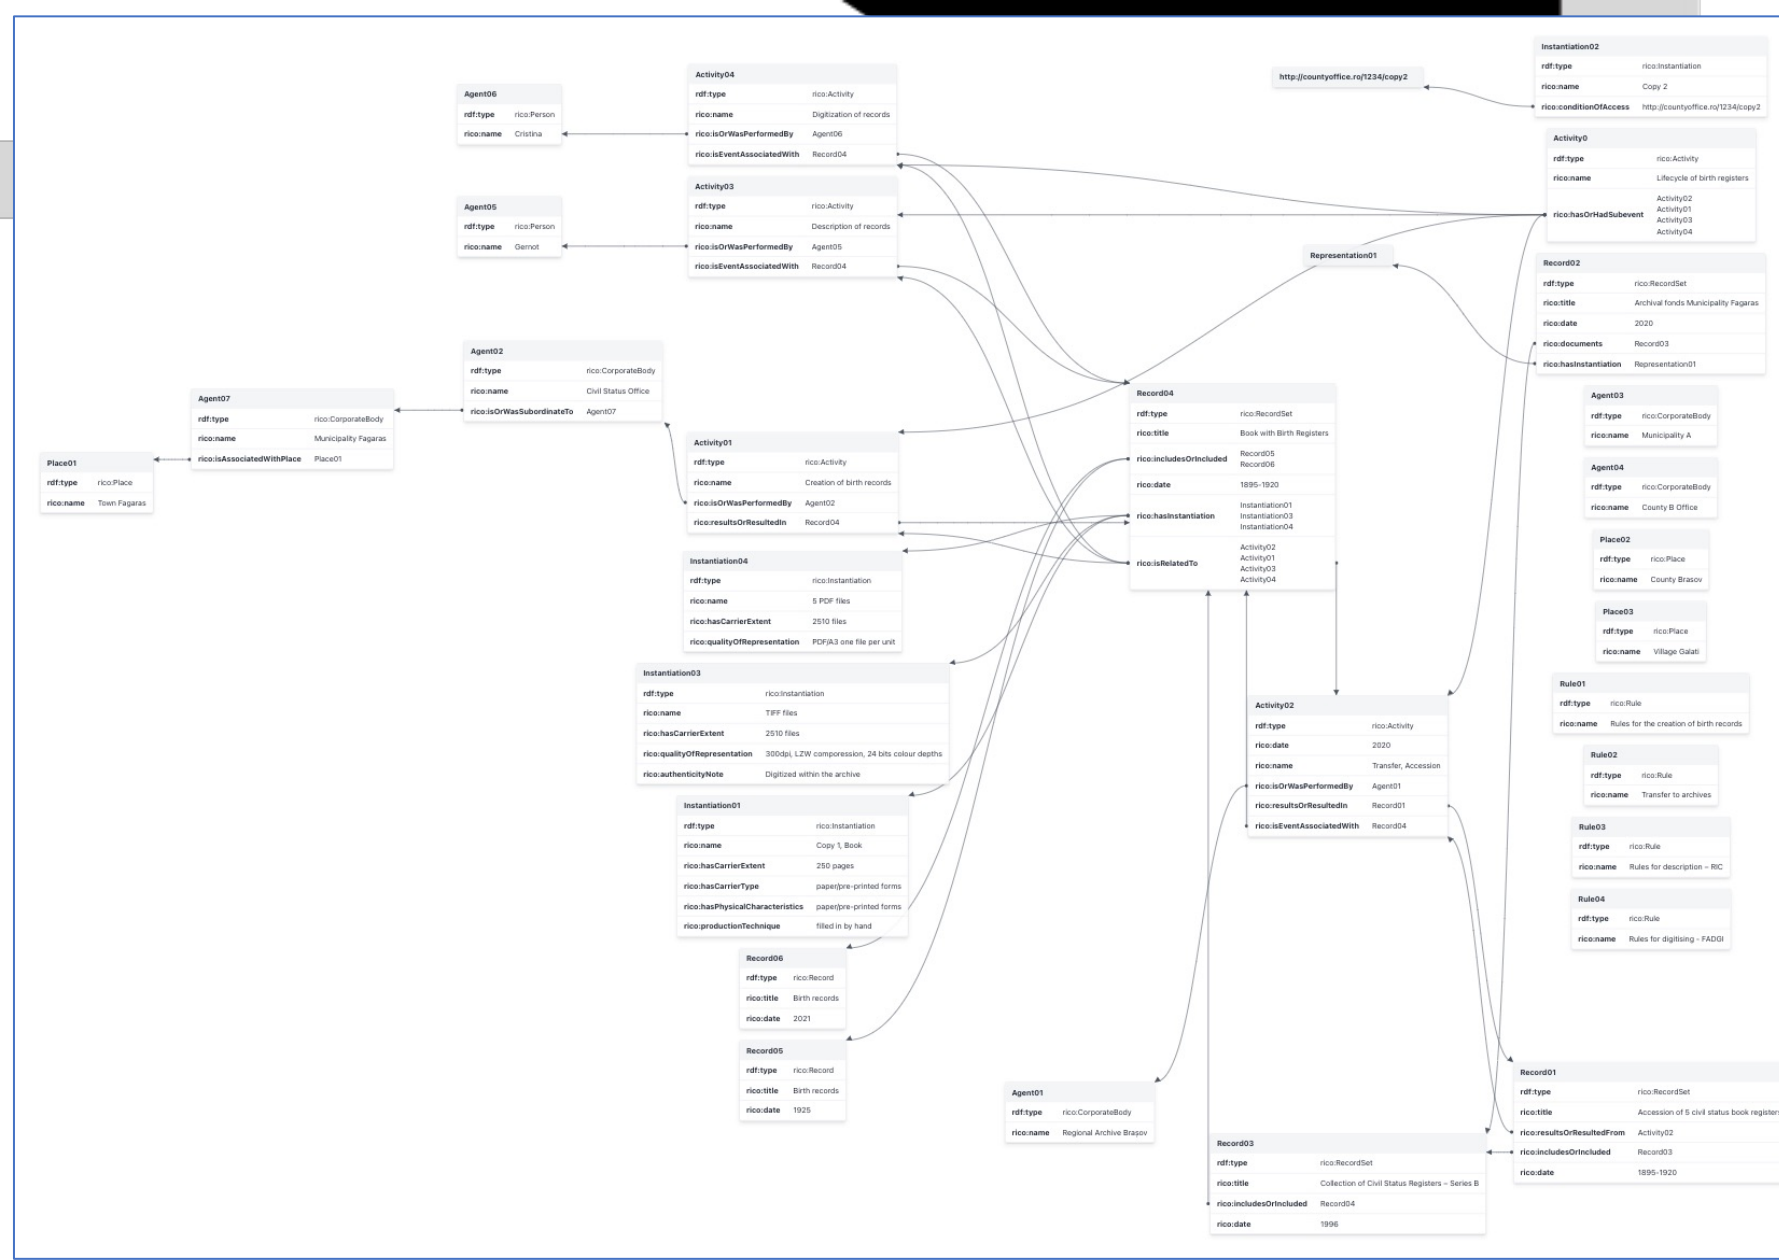 Agent06
rdf:type rico:Person
rico:name Cristina
Activity04
rdf:type rico:Activity
rico:name Digitization of records
rico:isOrWasPerformedBy Agent06
rico:isEventAssociatedWith Record04
Agent05
rdf:type rico:Person
rico:name Gernot
Activity03
rdf:type rico:Activity
rico:name Description of records
rico:isOrWasPerformedBy Agent05
rico:isEventAssociatedWith Record04
Agent02
rdf:type rico:CorporateBody
rico:name Civil Status Office
rico:isOrWasSubordinateTo Agent07
Agent07
rdf:type rico:CorporateBody
rico:name Municipality Fagaras
rico:isAssociatedWithPlace Place01
Place01
rdf:type rico:Place
rico:name Town Fagaras
Activity01
rdf:type rico:Activity
rico:name Creation of birth records
rico:isOrWasPerformedBy Agent02
rico:resultsOrResultedIn Record04
Instantiation04
rdf:type rico:Instantiation
rico:name 5 PDF files
rico:hasCarrierExtent 2510 files
rico:qualityOfRepresentation PDF/A3 one file per unit
Instantiation03
rdf:type rico:Instantiation
rico:name TIFF files
rico:hasCarrierExtent 2510 files
rico:qualityOfRepresentation 300dpi, LZW comporession, 24 bits colour depths
rico:authenticityNote Digitized within the archive
Instantiation01
rdf:type rico:Instantiation
rico:name Copy 1, Book
rico:hasCarrierExtent 250 pages
rico:hasCarrierType paper/pre-printed forms
rico:hasPhysicalCharacteristics paper/pre-printed forms
rico:productionTechnique filled in by hand
Record06
rdf:type rico:Record
rico:title Birth records
rico:date 2021
Record05
rdf:type rico:Record
rico:title Birth records
rico:date 1925
http://countyoffice.ro/1234/copy2
Representation01
Record04
rdf:type rico:RecordSet
rico:title Book with Birth Registers
rico:includesOrIncluded Record05
Record06
rico:date 1895-1920
rico:hasInstantiation Instantiation01
Instantiation03
Instantiation04
rico:isRelatedTo Activity02
Activity01
Activity03
Activity04
Activity02
rdf:type rico:Activity
rico:date 2020
rico:name Transfer, Accession
rico:isOrWasPerformedBy Agent01
rico:resultsOrResultedIn Record01
rico:isEventAssociatedWith Record04
Agent01
rdf:type rico:CorporateBody
rico:name Regional Archive Brașov
Record03
rdf:type rico:RecordSet
rico:title Collection of Civil Status Registers – Series B
rico:includesOrIncluded Record04
rico:date 1996
Instantiation02
rdf:type rico:Instantiation
rico:name Copy 2
rico:conditionOfAccess http://countyoffice.ro/1234/copy2
Activity0
rdf:type rico:Activity
rico:name Lifecycle of birth registers
rico:hasOrHadSubevent Activity02
Activity01
Activity03
Activity04
Record02
rdf:type rico:RecordSet
rico:title Archival fonds Municipality Fagaras
rico:date 2020
rico:documents Record03
rico:hasInstantiation Representation01
Agent03
rdf:type rico:CorporateBody
rico:name Municipality A
Agent04
rdf:type rico:CorporateBody
rico:name County B Office
Place02
rdf:type rico:Place
rico:name County Brasov
Place03
rdf:type rico:Place
rico:name Village Galati
Rule01
rdf:type rico:Rule
rico:name Rules for the creation of birth records
Rule02
rdf:type rico:Rule
rico:name Transfer to archives
Rule03
rdf:type rico:Rule
rico:name Rules for description – RIC
Rule04
rdf:type rico:Rule
rico:name Rules for digitising - FADGI
Record01
rdf:type rico:RecordSet
rico:title Accession of 5 civil status book registers
rico:resultsOrResultedFrom Activity02
rico:includesOrIncluded Record03
rico:date 1895-1920